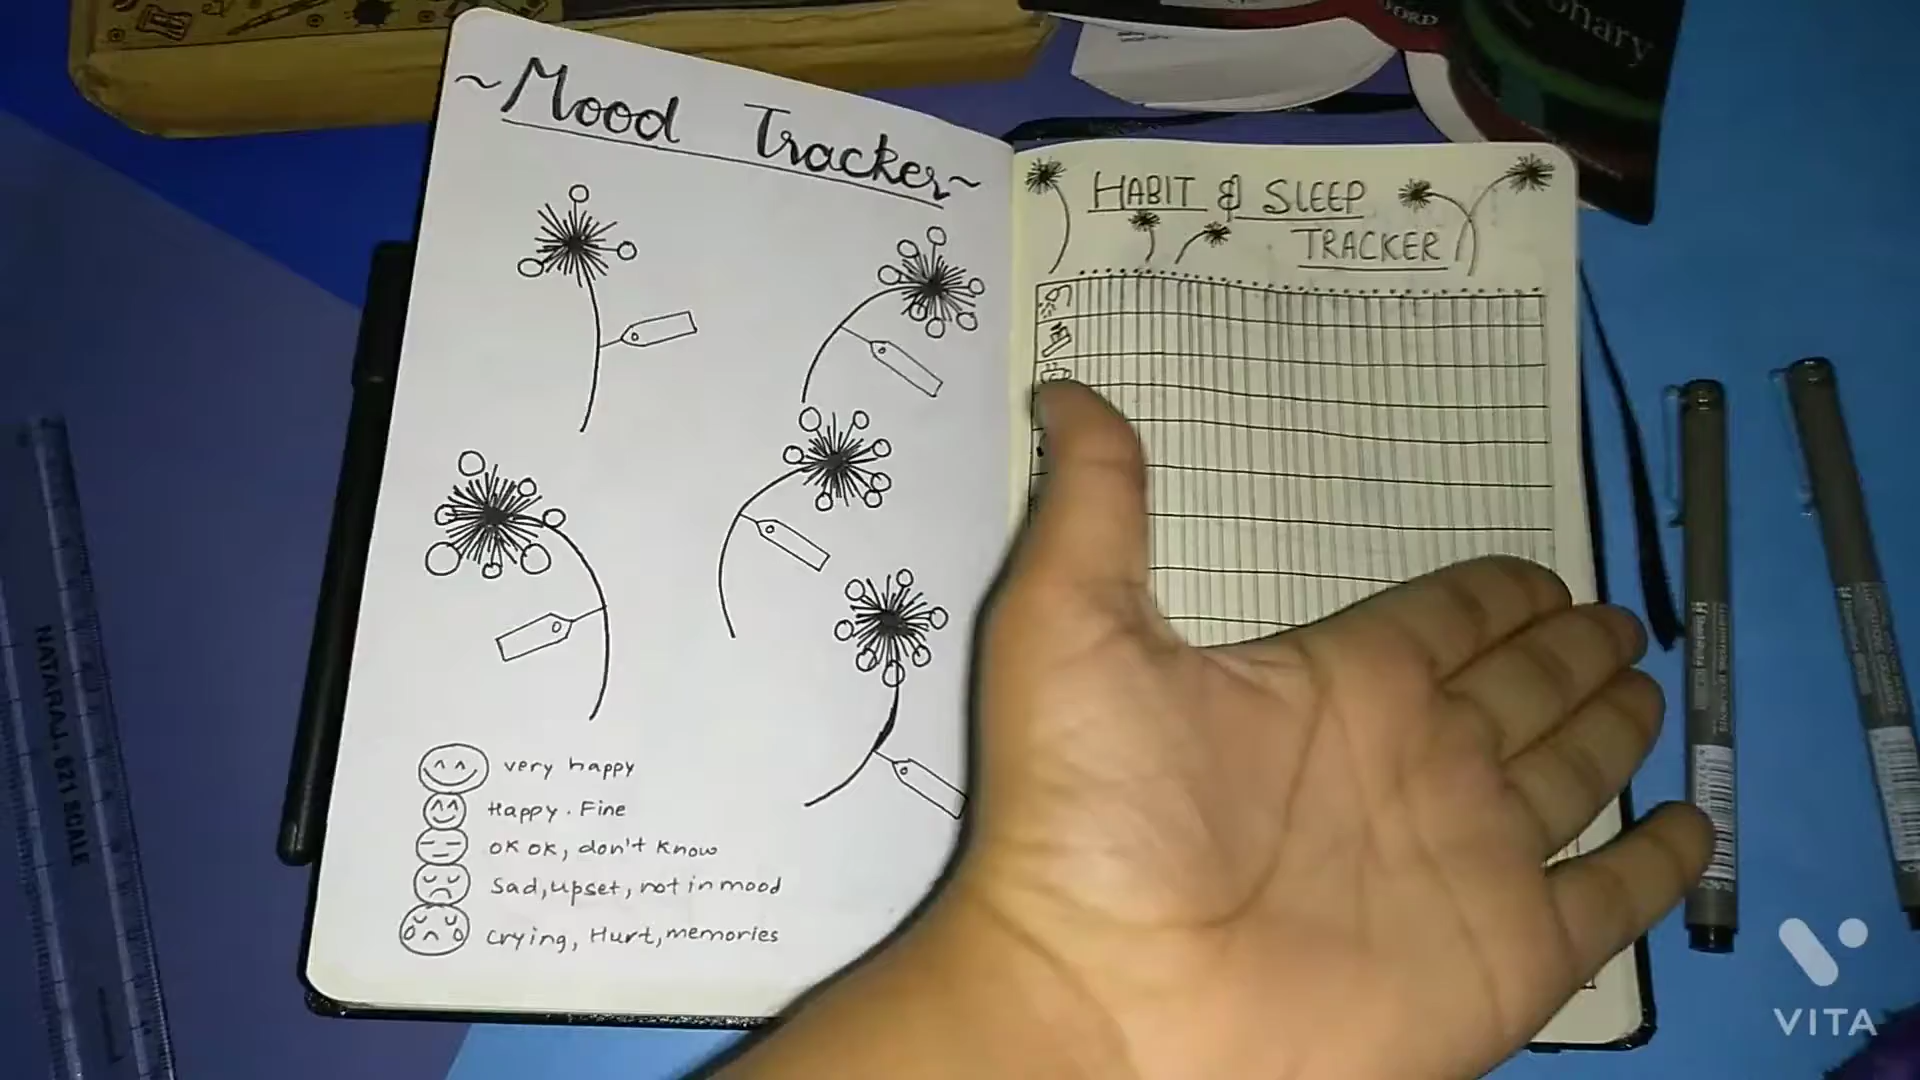 ~Mood Tracker~
HABIT & SLEEP
TRACKER
very happy
Happy. Fine
ok ok, don't know
Sad, upset, not in mood
Crying, Hurt, memories
NATARAJ. 621 SCALE
VITA